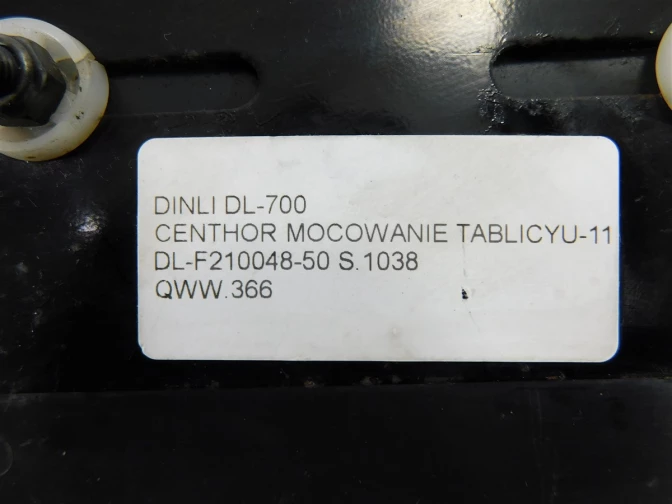 DINLI DL-700
CENTHOR MOCOWANIE TABLICYU-11
DL-F210048-50 S.1038
QWW.366